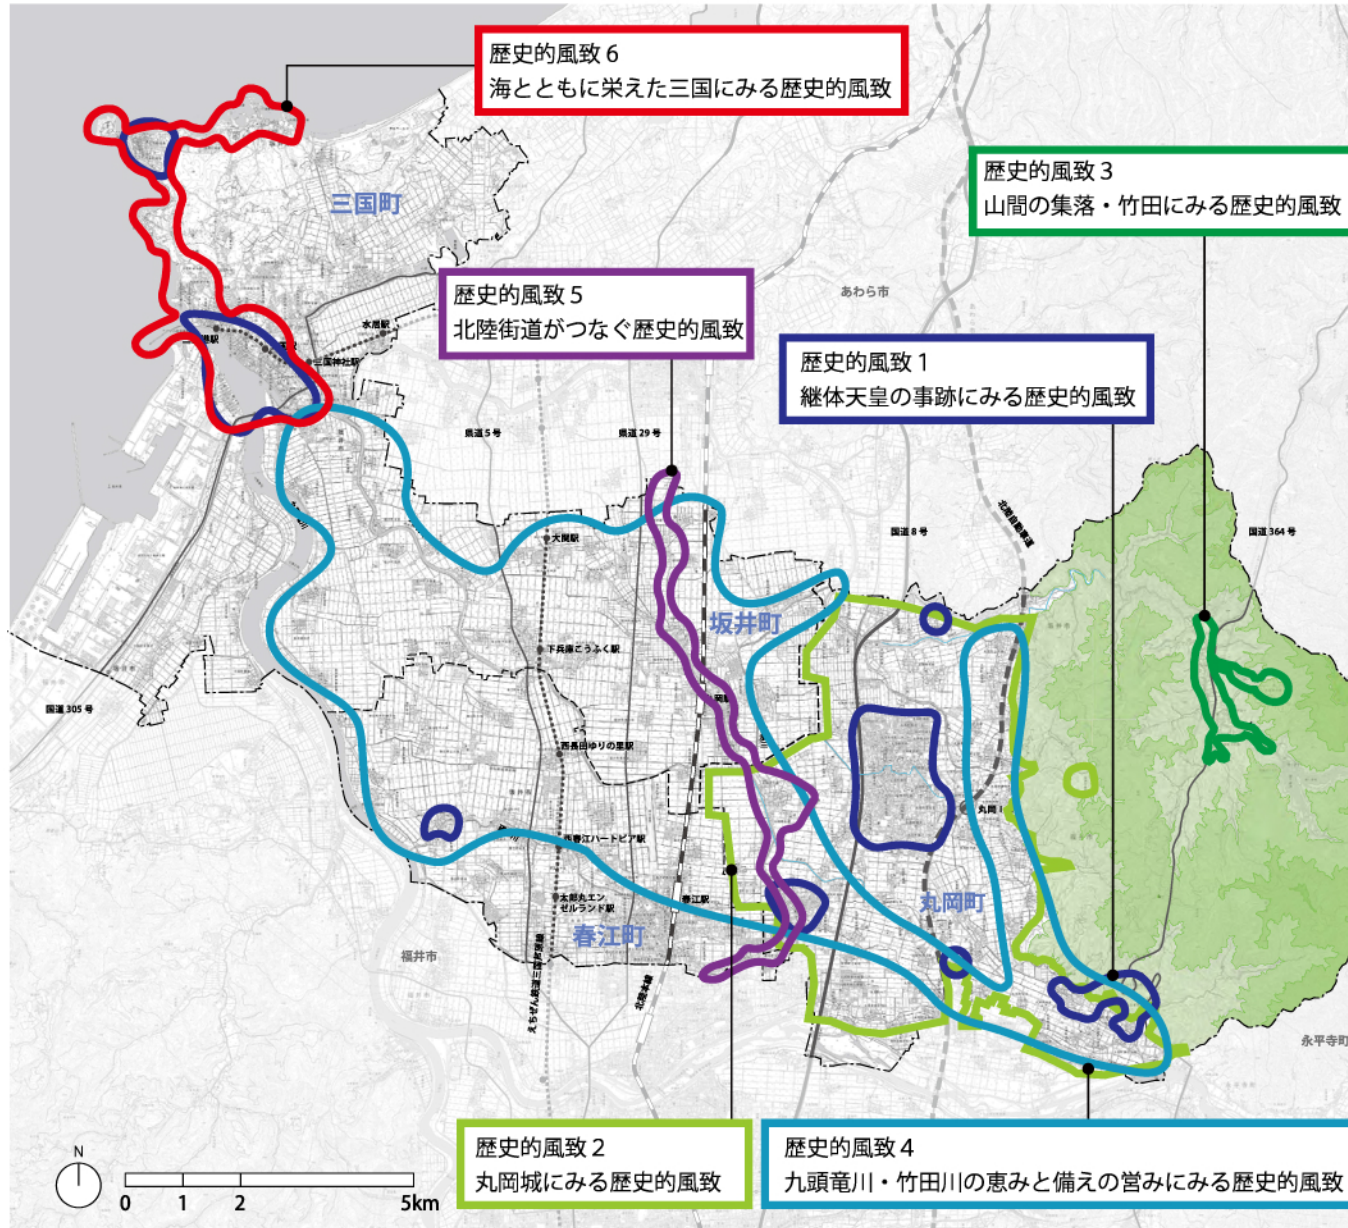 歴史的風致 6
海とともに栄えた三国にみる歴史的風致
歴史的風致 3
山間の集落・竹田にみる歴史的風致
三国町
歴史的風致 5
北陸街道がつなぐ歴史的風致
あわら市
水居駅
三国神社駅
歴史的風致 1
継体天皇の事跡にみる歴史的風致
県道 5 号
県道 29 号
国道 8 号
北陸自動車道
国道 364 号
大関駅
坂井町
下兵庫こうふく駅
国道 305 号
西長田ゆりの里駅
丸岡 I
西春江ハートピア駅
太郎丸エン
ゼルランド駅
春江駅
丸岡町
春江町
福井市
えちぜん鉄道三国芦原線
北陸本線
永平寺町
歴史的風致 2
丸岡城にみる歴史的風致
歴史的風致 4
九頭竜川・竹田川の恵みと備えの営みにみる歴史的風致
N
0 1 2 5km